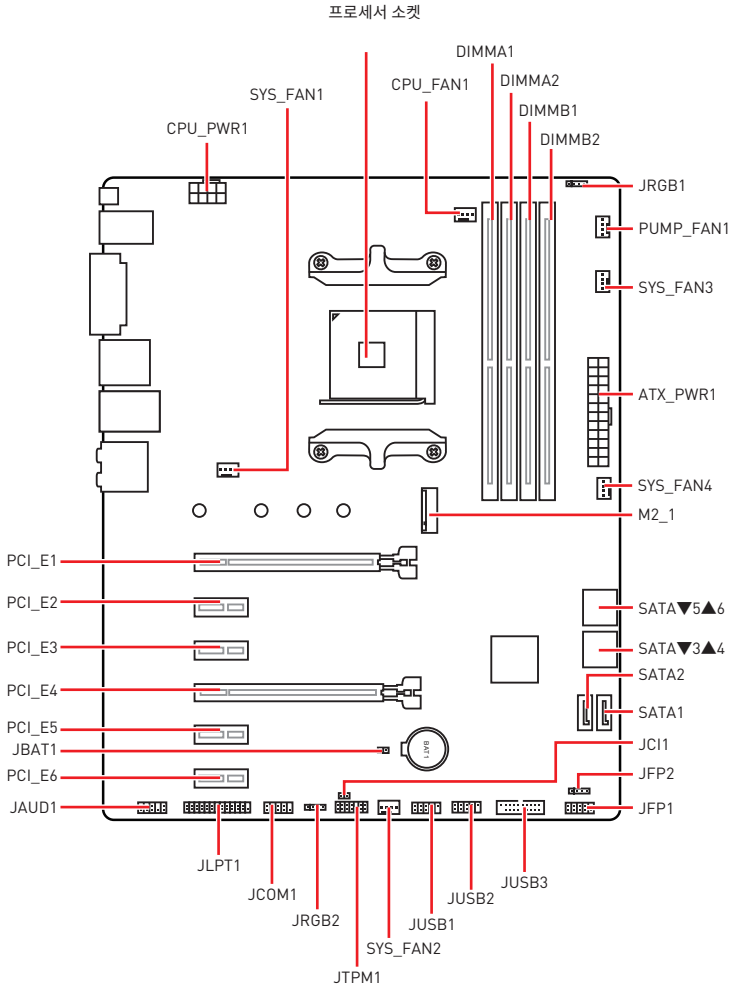 프로세서 소켓
DIMMA1
CPU_FAN1
DIMMA2
SYS_FAN1
DIMMB1
CPU_PWR1
DIMMB2
JRGB1
PUMP_FAN1
SYS_FAN3
ATX_PWR1
SYS_FAN4
M2_1
PCI_E1
PCI_E2
SATA▼5▲6
PCI_E3
SATA▼3▲4
SATA2
PCI_E4
SATA1
PCI_E5
JBAT1
BAT1
JCI1
PCI_E6
JFP2
JAUD1
JFP1
JLPT1
JCOM1
JUSB3
JUSB2
JRGB2
JUSB1
SYS_FAN2
JTPM1